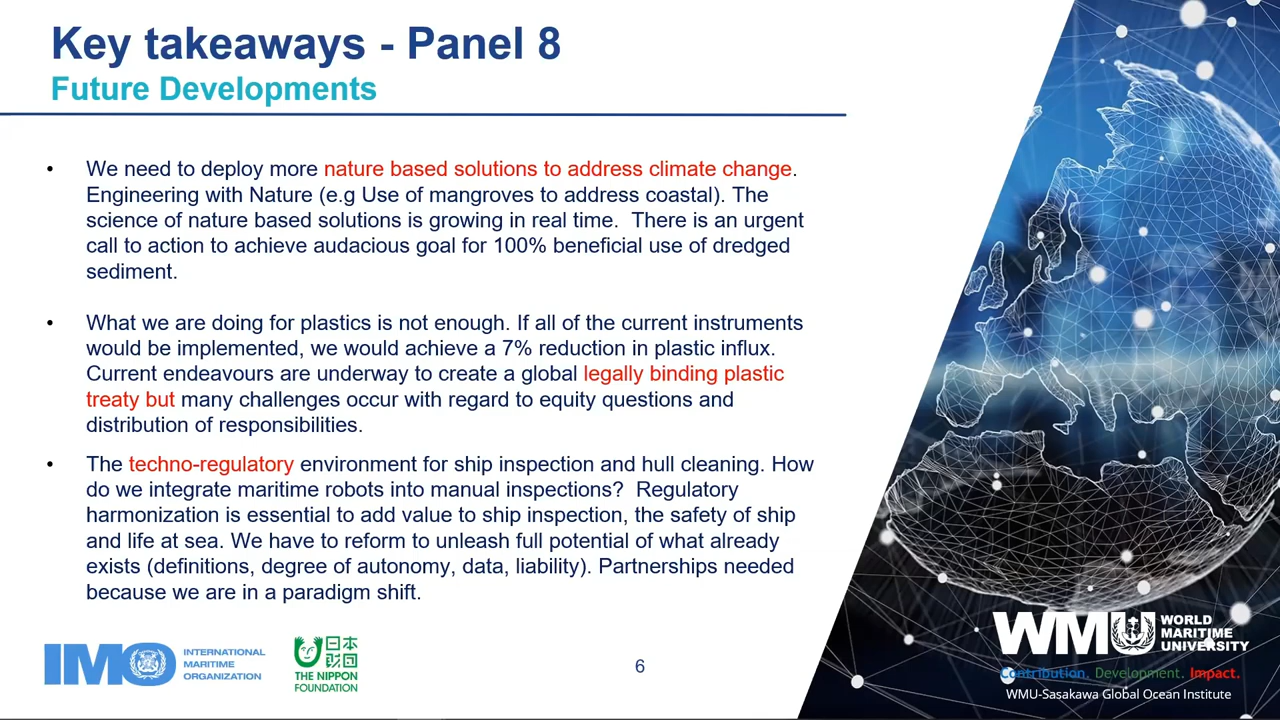 Key takeaways - Panel 8
Future Developments
• We need to deploy more nature based solutions to address climate change.
Engineering with Nature (e.g Use of mangroves to address coastal). The
science of nature based solutions is growing in real time.  There is an urgent
call to action to achieve audacious goal for 100% beneficial use of dredged
sediment.
• What we are doing for plastics is not enough. If all of the current instruments
would be implemented, we would achieve a 7% reduction in plastic influx.
Current endeavours are underway to create a global legally binding plastic
treaty but many challenges occur with regard to equity questions and
distribution of responsibilities.
• The techno-regulatory environment for ship inspection and hull cleaning. How
do we integrate maritime robots into manual inspections?  Regulatory
harmonization is essential to add value to ship inspection, the safety of ship
and life at sea. We have to reform to unleash full potential of what already
exists (definitions, degree of autonomy, data, liability). Partnerships needed
because we are in a paradigm shift.
IMO
INTERNATIONAL
MARITIME
ORGANIZATION
日本
財団
THE NIPPON
FOUNDATION
6
WMU
WORLD
MARITIME
UNIVERSITY
Contribution. Development. Impact.
WMU-Sasakawa Global Ocean Institute